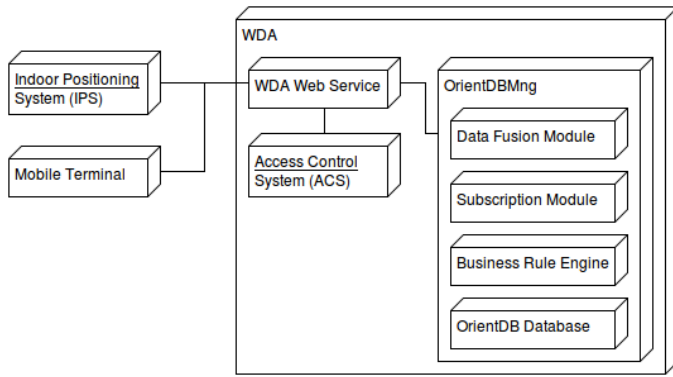 WDA
Indoor Positioning
System (IPS)
WDA Web Service
OrientDBMng
Data Fusion Module
Mobile Terminal
Access Control
System (ACS)
Subscription Module
Business Rule Engine
OrientDB Database